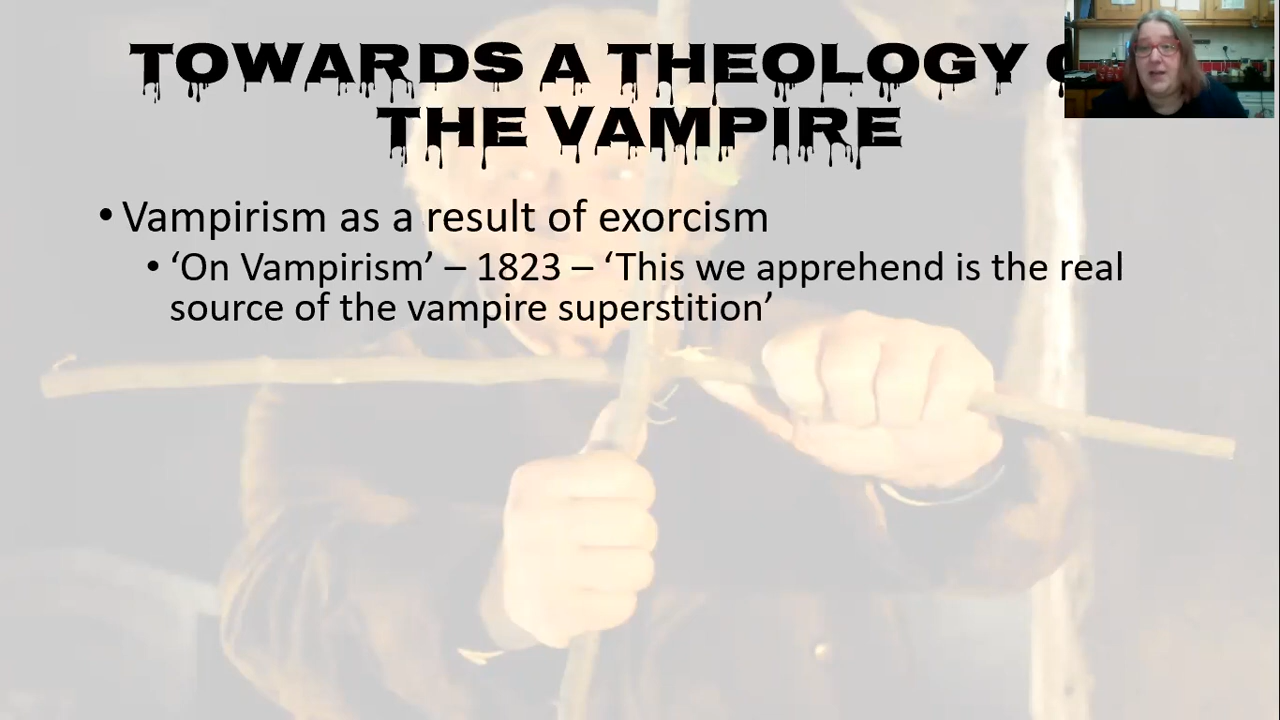 TOWARDS A THEOLOGY
THE VAMPIRE
• Vampirism as a result of exorcism
• ‘On Vampirism’ – 1823 – ‘This we apprehend is the real
source of the vampire superstition’